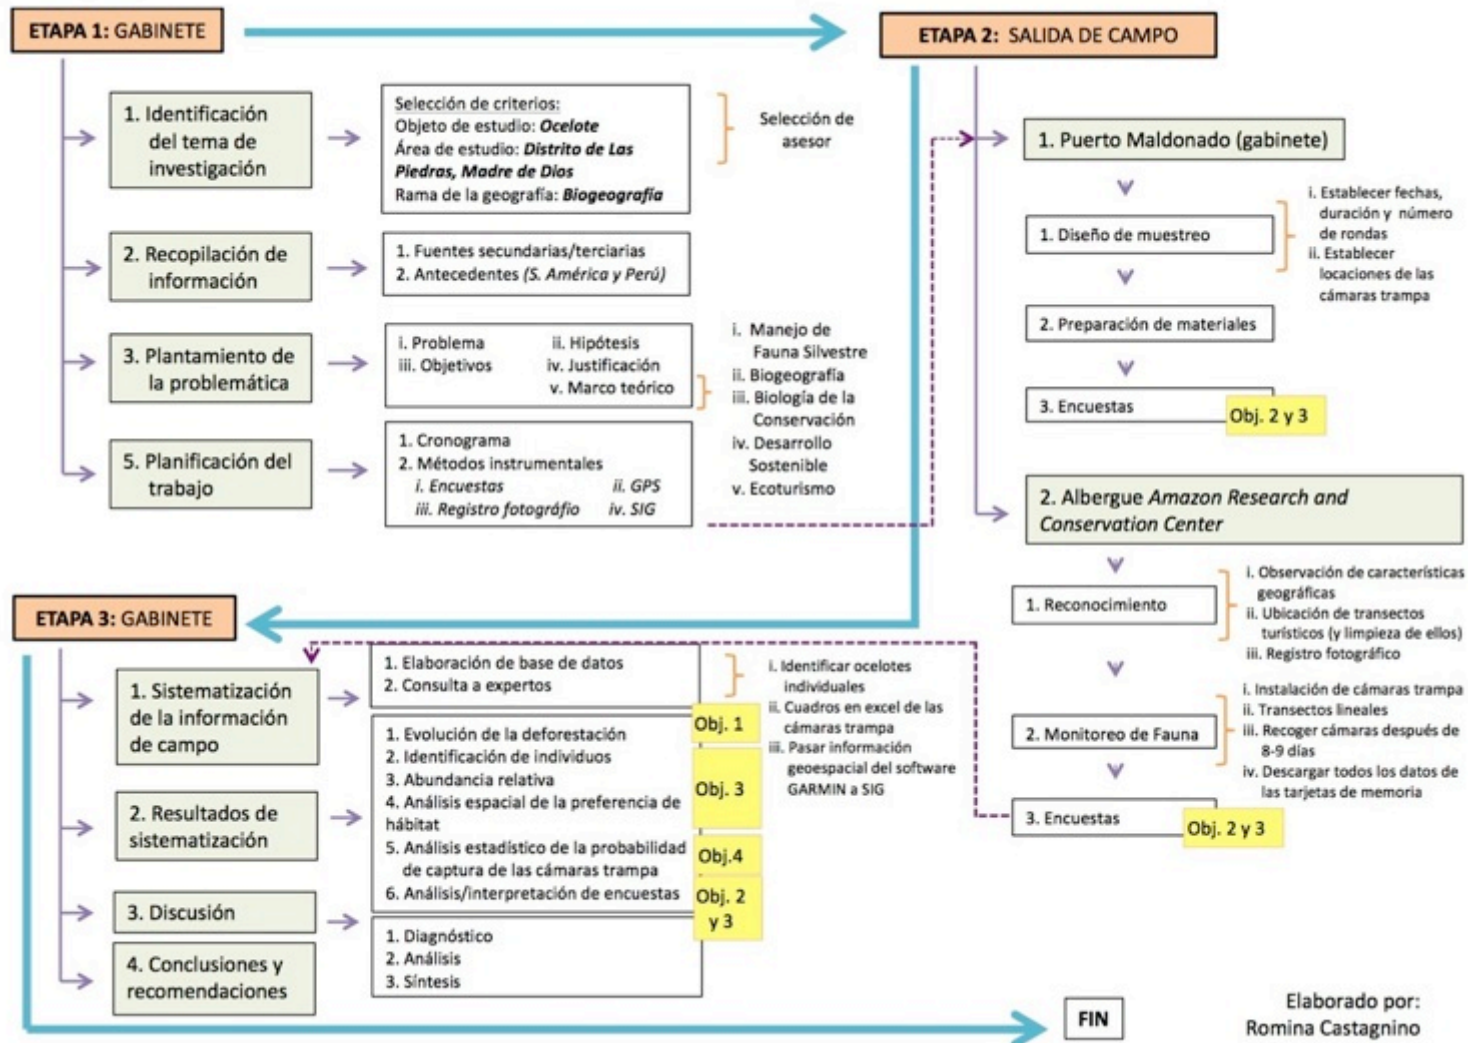 ETAPA 1: GABINETE
1. Identificación
del tema de
investigación
Selección de criterios:
Objeto de estudio: Ocelote
Área de estudio: Distrito de Las
Piedras, Madre de Dios
Rama de la geografía: Biogeografía
Selección de
asesor
2. Recopilación de
información
1. Fuentes secundarias/terciarias
2. Antecedentes (S. América y Perú)
3. Plantamiento de
la problemática
i. Problema ii. Hipótesis
iii. Objetivos iv. Justificación
v. Marco teórico
i. Manejo de
Fauna Silvestre
ii. Biogeografía
iii. Biología de la
Conservación
iv. Desarrollo
Sostenible
v. Ecoturismo
5. Planificación del
trabajo
1. Cronograma
2. Métodos instrumentales
i. Encuestas ii. GPS
iii. Registro fotográfio iv. SIG
ETAPA 2: SALIDA DE CAMPO
1. Puerto Maldonado (gabinete)
1. Diseño de muestreo
i. Establecer fechas,
duración y número
de rondas
ii. Establecer
locaciones de las
cámaras trampa
2. Preparación de materiales
3. Encuestas
Obj. 2 y 3
2. Albergue Amazon Research and
Conservation Center
1. Reconocimiento
i. Observación de características
geográficas
ii. Ubicación de transectos
turísticos (y limpieza de ellos)
iii. Registro fotográfico
2. Monitoreo de Fauna
i. Instalación de cámaras trampa
ii. Transectos lineales
iii. Recoger cámaras después de
8-9 días
iv. Descargar todos los datos de
las tarjetas de memoria
3. Encuestas
Obj. 2 y 3
ETAPA 3: GABINETE
1. Sistematización
de la información
de campo
1. Elaboración de base de datos
2. Consulta a expertos
i. Identificar ocelotes
individuales
ii. Cuadros en excel de las
cámaras trampa
iii. Pasar información
geoespacial del software
GARMIN a SIG
2. Resultados de
sistematización
1. Evolución de la deforestación
2. Identificación de individuos
3. Abundancia relativa
4. Análisis espacial de la preferencia de
hábitat
5. Análisis estadístico de la probabilidad
de captura de las cámaras trampa
6. Análisis/interpretación de encuestas
Obj. 1
Obj. 3
Obj.4
Obj. 2
y 3
3. Discusión
1. Diagnóstico
2. Análisis
3. Síntesis
4. Conclusiones y
recomendaciones
FIN
Elaborado por:
Romina Castagnino